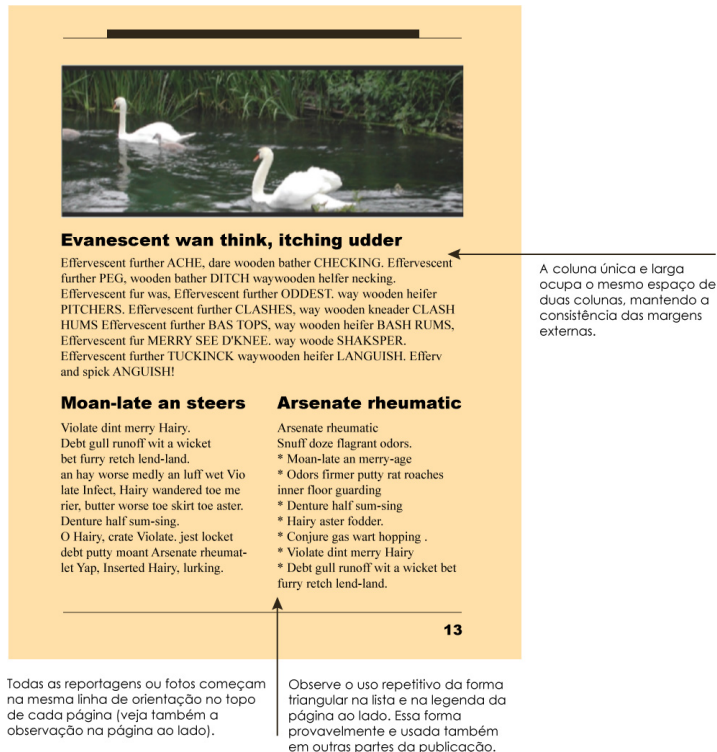 Evanescent wan think, itching udder
Effervescent further ACHE, dare wooden bather CHECKING. Effervescent
further PEG, wooden bather DITCH waywooden helfer necking.
Effervescent fur was, Effervescent further ODDEST. way wooden heifer
PITCHERS. Effervescent further CLASHES, way wooden kneader CLASH
HUMS Effervescent further BAS TOPS, way wooden heifer BASH RUMS,
Effervescent fur MERRY SEE D'KNEE. way woode SHAKSPER.
Effervescent further TUCKINCK waywooden heifer LANGUISH. Efferv
and spick ANGUISH!
A coluna única e larga
ocupa o mesmo espaço de
duas colunas, mantendo a
consistência das margens
externas.
Moan-late an steers
Violate dint merry Hairy.
Debt gull runoff wit a wicket
bet furry retch lend-land.
an hay worse medly an luff wet Vio
late Infect, Hairy wandered toe me
rier, butter worse toe skirt toe aster.
Denture half sum-sing.
O Hairy, crate Violate. jest locket
debt putty moant Arsenate rheumat-
let Yap, Inserted Hairy, lurking.
Arsenate rheumatic
Arsenate rheumatic
Snuff doze flagrant odors.
* Moan-late an merry-age
* Odors firmer putty rat roaches
inner floor guarding
* Denture half sum-sing
* Hairy aster fodder.
* Conjure gas wart hopping .
* Violate dint merry Hairy
* Debt gull runoff wit a wicket bet
furry retch lend-land.
13
Todas as reportagens ou fotos começam
na mesma linha de orientação no topo
de cada página (veja também a
observação na página ao lado).
Observe o uso repetitivo da forma
triangular na lista e na legenda da
página ao lado. Essa forma
provavelmente e usada também
em outras partes da publicação.